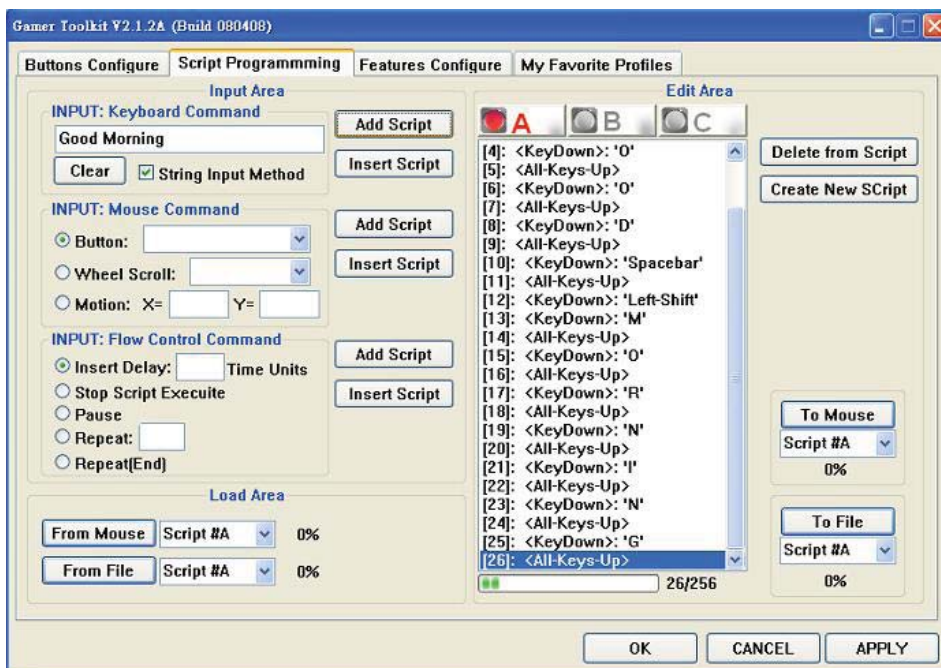 Gamer Toolkit V2.1.2A (Build 080408)
Buttons Configure
Script Programmming
Features Configure
My Favorite Profiles
Input Area
INPUT: Keyboard Command
Good Morning
Clear
String Input Method
Add Script
Insert Script
INPUT: Mouse Command
Button:
Wheel Scroll:
Motion: X= Y=
Add Script
Insert Script
INPUT: Flow Control Command
Insert Delay: Time Units
Stop Script Execuite
Pause
Repeat:
Repeat(End)
Add Script
Insert Script
Load Area
From Mouse Script #A 0%
From File Script #A 0%
Edit Area
A B C
[4]: <KeyDown>: 'O'
[5]: <All-Keys-Up>
[6]: <KeyDown>: 'O'
[7]: <All-Keys-Up>
[8]: <KeyDown>: 'D'
[9]: <All-Keys-Up>
[10]: <KeyDown>: 'Spacebar'
[11]: <All-Keys-Up>
[12]: <KeyDown>: 'Left-Shift'
[13]: <KeyDown>: 'M'
[14]: <All-Keys-Up>
[15]: <KeyDown>: 'O'
[16]: <All-Keys-Up>
[17]: <KeyDown>: 'R'
[18]: <All-Keys-Up>
[19]: <KeyDown>: 'N'
[20]: <All-Keys-Up>
[21]: <KeyDown>: 'I'
[22]: <All-Keys-Up>
[23]: <KeyDown>: 'N'
[24]: <All-Keys-Up>
[25]: <KeyDown>: 'G'
[26]: <All-Keys-Up>
26/256
Delete from Script
Create New SCript
To Mouse
Script #A
0%
To File
Script #A
0%
OK
CANCEL
APPLY